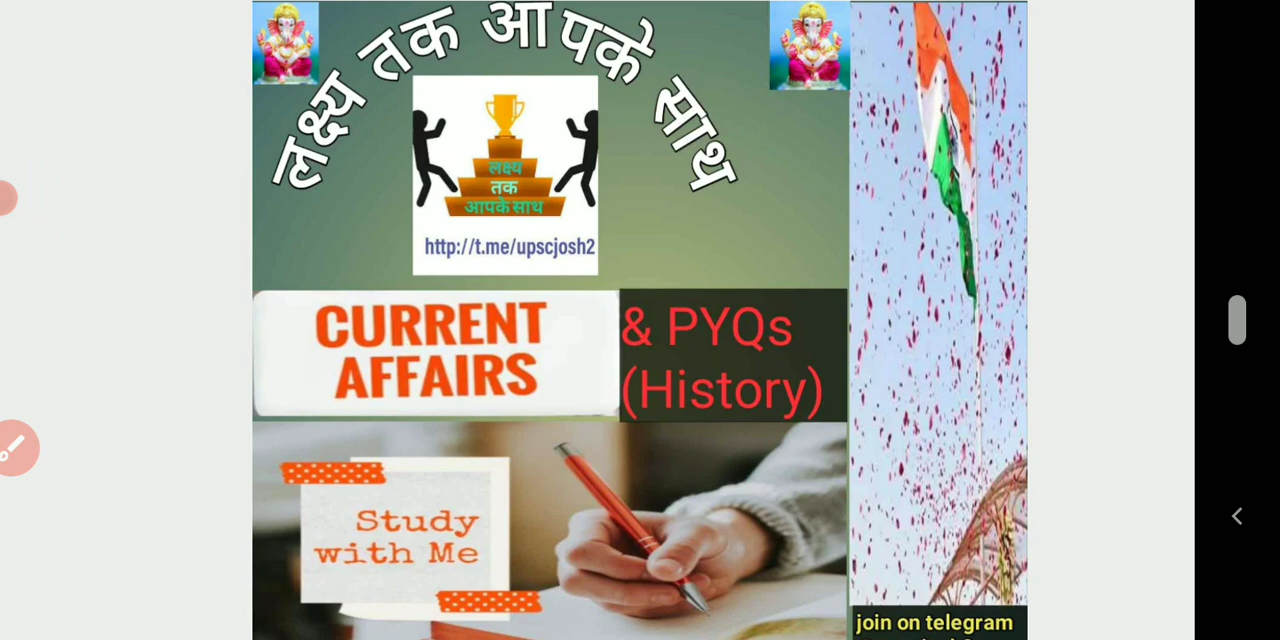 लक्ष्य तक आपके साथ
लक्ष्य
तक
आपके साथ
http://t.me/upscjosh2
CURRENT
AFFAIRS
& PYQs
(History)
Study
with Me
join on telegram